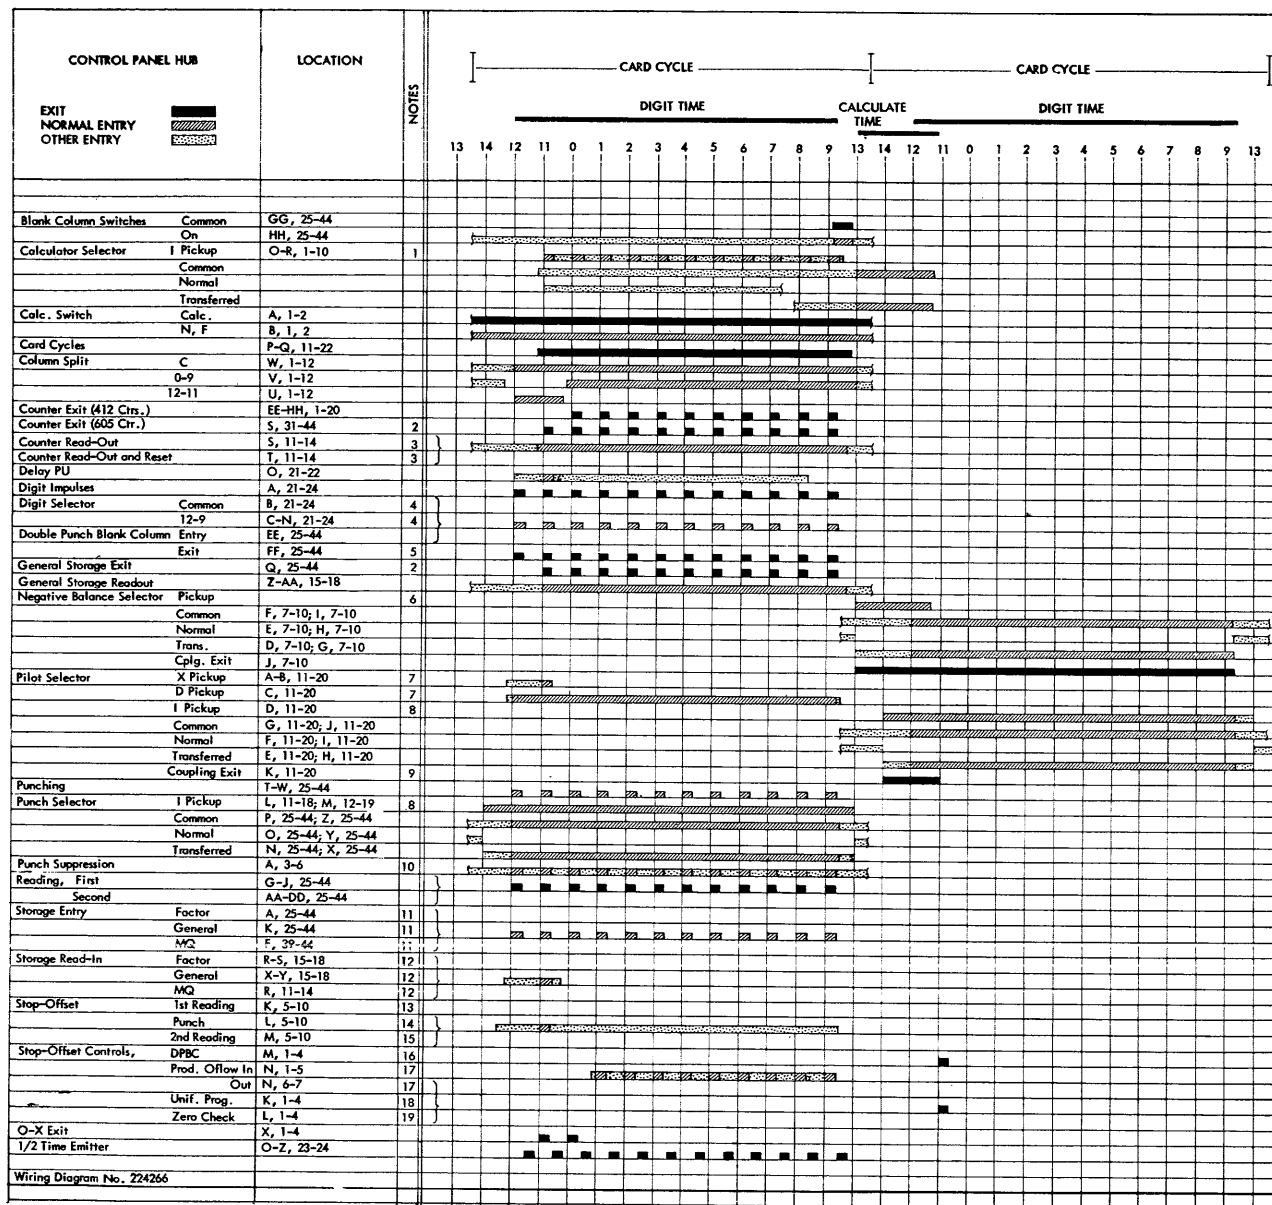 CONTROL PANEL HUB LOCATION NOTES
CARD CYCLE CARD CYCLE
EXIT
NORMAL ENTRY
OTHER ENTRY
DIGIT TIME CALCULATE TIME DIGIT TIME
13 14 12 11 0 1 2 3 4 5 6 7 8 9 13 14 12 11 0 1 2 3 4 5 6 7 8 9 13
Blank Column Switches Common GG, 25-44
On HH, 25-44
Calculator Selector I Pickup O-R, 1-10 1
Common
Normal
Transferred
Calc. Switch Calc. A, 1-2
N, F B, 1, 2
Card Cycles P-Q, 11-22
Column Split C W, 1-12
0-9 V, 1-12
12-11 U, 1-12
Counter Exit (412 Ctrs.) EE-HH, 1-20
Counter Exit (605 Ctr.) S, 31-44 2
Counter Read-Out S, 11-14 3
Counter Read-Out and Reset T, 11-14 3
Delay PU O, 21-22
Digit Impulses A, 21-24
Digit Selector Common B, 21-24 4
12-9 C-N, 21-24 4
Double Punch Blank Column Entry EE, 25-44
Exit FF, 25-44 5
General Storage Exit Q, 25-44 2
General Storage Readout Z-AA, 15-18
Negative Balance Selector Pickup 6
Common F, 7-10; I, 7-10
Normal E, 7-10; H, 7-10
Trans. D, 7-10; G, 7-10
Cplg. Exit J, 7-10
Pilot Selector X Pickup A-B, 11-20 7
D Pickup C, 11-20 7
I Pickup D, 11-20 8
Common G, 11-20; J, 11-20
Normal F, 11-20; I, 11-20
Transferred E, 11-20; H, 11-20
Coupling Exit K, 11-20 9
Punching T-W, 25-44
Punch Selector I Pickup L, 11-18; M, 12-19 8
Common P, 25-44; Z, 25-44
Normal O, 25-44; Y, 25-44
Transferred N, 25-44; X, 25-44
Punch Suppression A, 3-6 10
Reading, First G-J, 25-44
Second AA-DD, 25-44
Storage Entry Factor A, 25-44 11
General K, 25-44 11
MQ F, 39-44 11
Storage Read-In Factor R-S, 15-18 12
General X-Y, 15-18 12
MQ R, 11-14 12
Stop-Offset 1st Reading K, 5-10 13
Punch L, 5-10 14
2nd Reading M, 5-10 15
Stop-Offset Controls, DPBC M, 1-4 16
Prod. Oflow In N, 1-5 17
Out N, 6-7 17
Unif. Prog. K, 1-4 18
Zero Check L, 1-4 19
O-X Exit X, 1-4
1/2 Time Emitter O-Z, 23-24
Wiring Diagram No. 224266